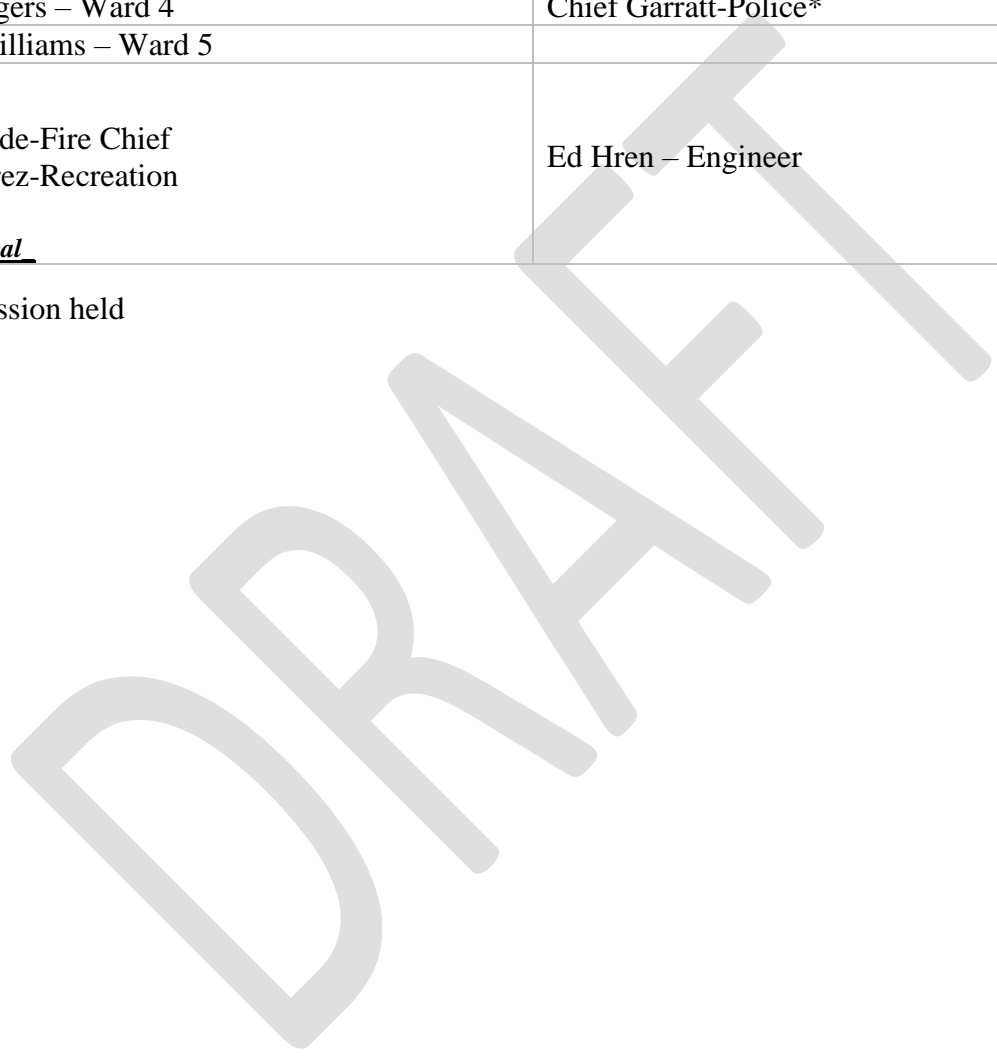 gers – Ward 4
Chief Garratt-Police*
illiams – Ward 5
de-Fire Chief
rez-Recreation
Ed Hren – Engineer
al
ssion held
DRAFT